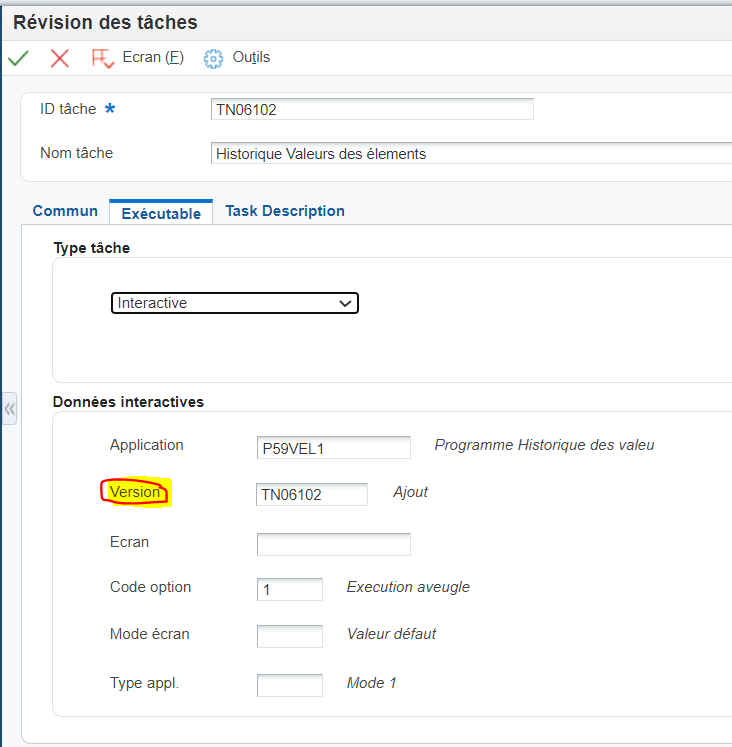 Révision des tâches
Ecran (F) Outils
ID tâche * TN06102
Nom tâche Historique Valeurs des élements
Commun Exécutable Task Description
Type tâche
Interactive
Données interactives
Application P59VEL1 Programme Historique des valeu
Version TN06102 Ajout
Ecran
Code option 1 Execution aveugle
Mode écran Valeur défaut
Type appl. Mode 1